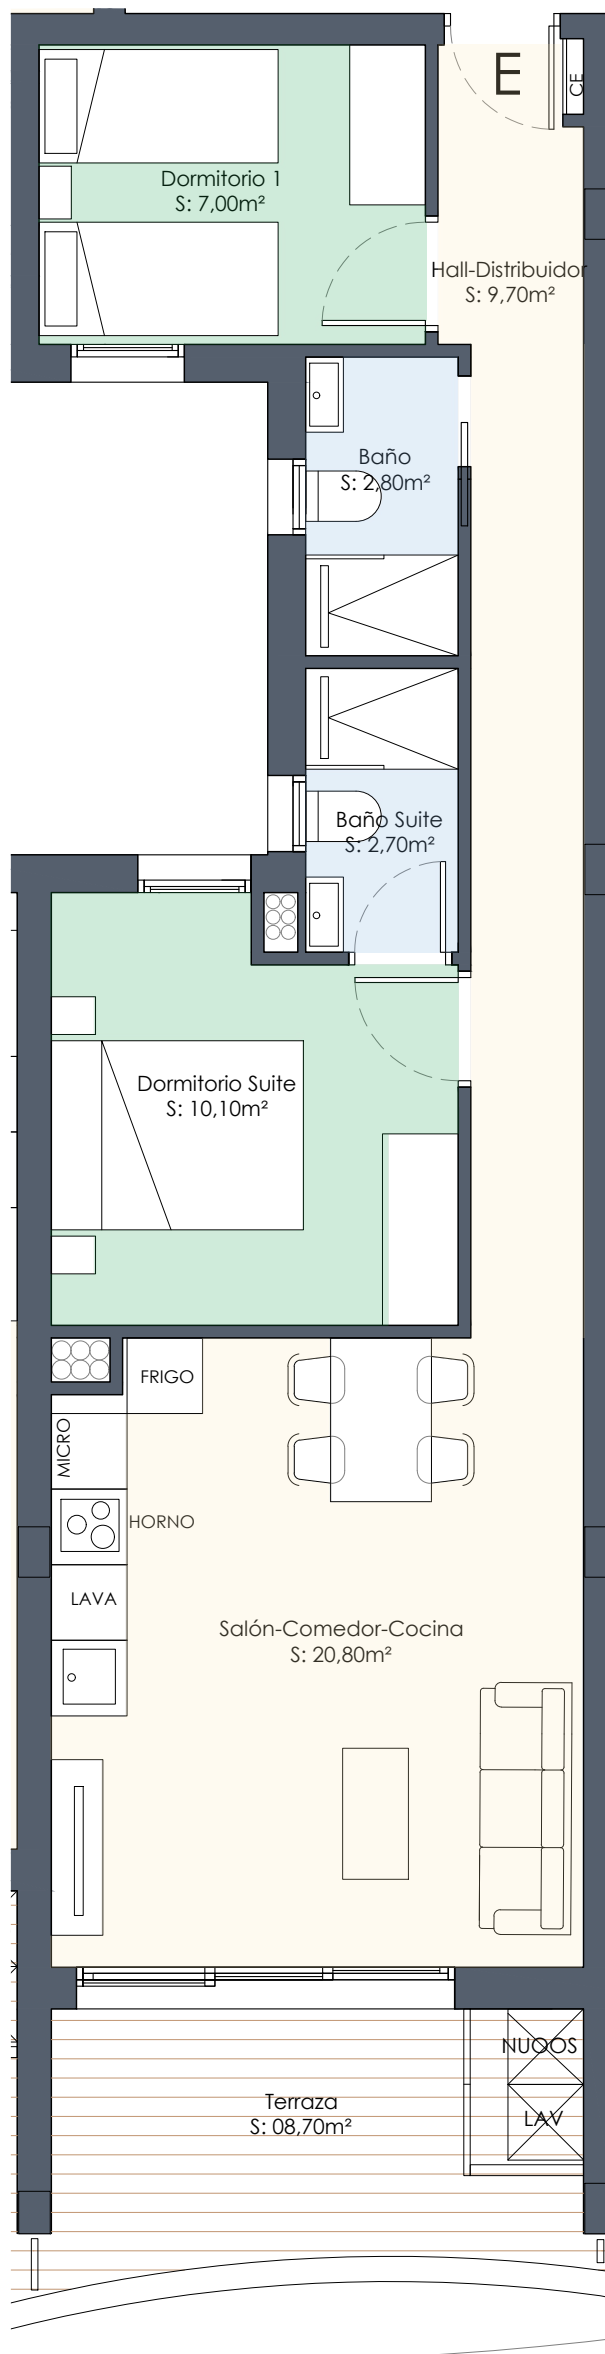 E
CE
Dormitorio 1
S: 7,00m²
Hall-Distribuidor
S: 9,70m²
Baño
S: 2,80m²
Baño Suite
S: 2,70m²
Dormitorio Suite
S: 10,10m²
FRIGO
MICRO
HORNO
LAVA
Salón-Comedor-Cocina
S: 20,80m²
NUOOS
LAV
Terraza
S: 08,70m²